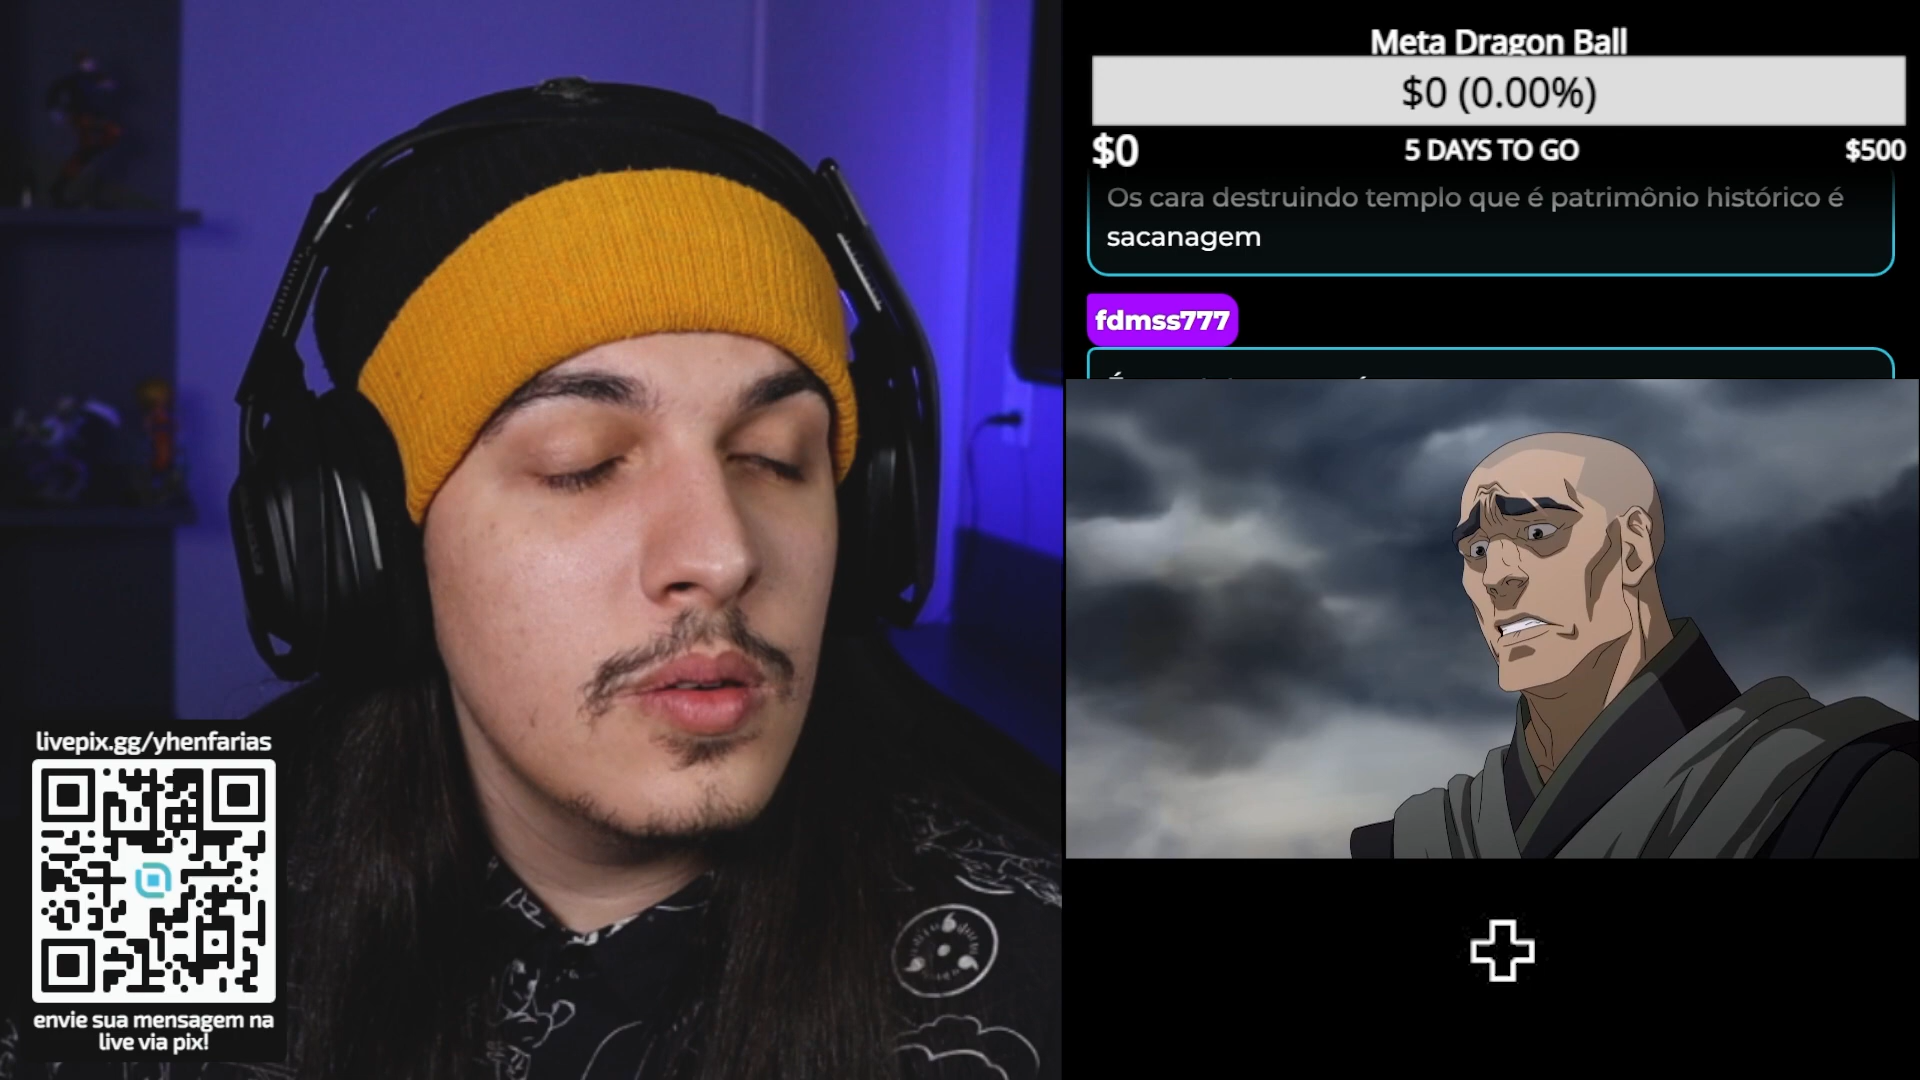 Meta Dragon Ball
$0 (0.00%)
$0 5 DAYS TO GO $500
Os cara destruindo templo que é patrimônio histórico é
sacanagem
fdmss777
livepix.gg/yhenfarias
envie sua mensagem na
live via pix!